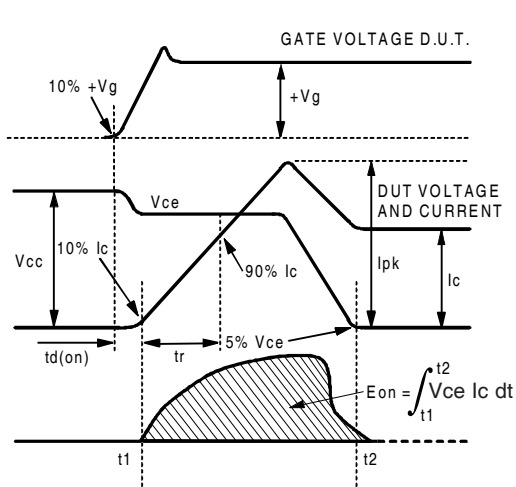 GATE VOLTAGE D.U.T.
10% +Vg
+Vg
Vce
DUT VOLTAGE
AND CURRENT
Vcc
10% Ic
90% Ic
Ipk
Ic
td(on)
tr
5% Vce
Eon = ∫ t2 t1 Vce Ic dt
t1
t2